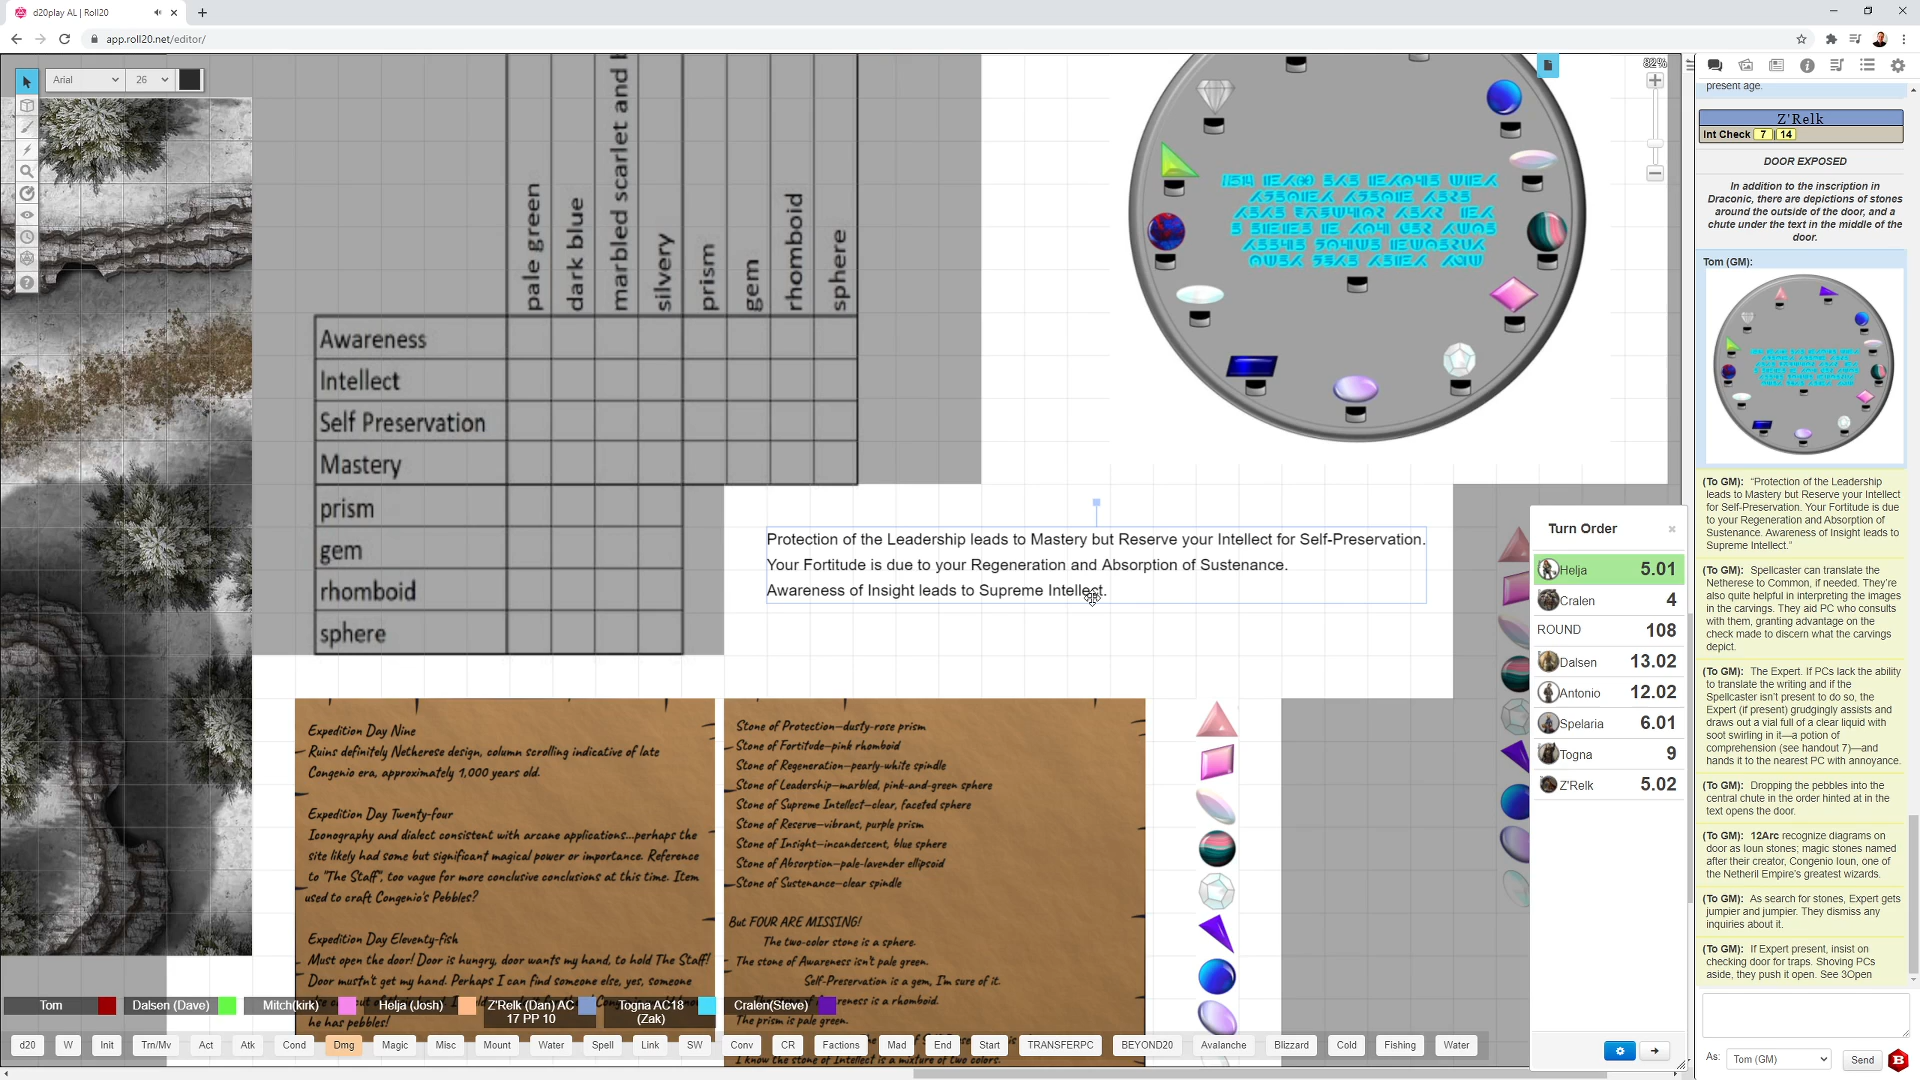 d20play AL | Roll20
app.roll20.net/editor/
Arial
26
82%
pale green
dark blue
marbled scarlet and
silvery
prism
gem
rhomboid
sphere
Awareness
Intellect
Self Preservation
Mastery
prism
gem
rhomboid
sphere
Protection of the Leadership leads to Mastery but Reserve your Intellect for Self-Preservation.
Your Fortitude is due to your Regeneration and Absorption of Sustenance.
Awareness of Insight leads to Supreme Intellect.
Expedition Day Nine
Ruins definitely Netherese design, column scrolling indicative of late
Congenio era, approximately 1,000 years old.
Expedition Day Twenty-four
Iconography and dialect consistent with arcane applications...perhaps the
site likely had some but significant magical power or importance. Reference
to "The Staff", too vague for more conclusive conclusions at this time. Item
used to craft Congenio's Pebbles?
Expedition Day Eleventy-fish
Must open the door! Door is hungry, door wants my hand, to hold The Staff!
Door mustn't get my hand. Perhaps I can find someone else, yes, someone
he has pebbles!
Stone of Protection—dusty-rose prism
Stone of Fortitude—pink rhomboid
Stone of Regeneration—pearly-white spindle
Stone of Leadership—marbled, pink-and-green sphere
Stone of Supreme Intellect—clear, faceted sphere
Stone of Reserve—vibrant, purple prism
Stone of Insight—incandescent, blue sphere
Stone of Absorption—pale-lavender ellipsoid
Stone of Sustenance—clear spindle
But FOUR ARE MISSING!
The two-color stone is a sphere.
The stone of Awareness isn't pale green.
Self-Preservation is a gem, I'm sure of it.
reness is a rhomboid.
The prism is pale green.
I know the stone of Intellect is a mixture of two colors.
Tom
Dalsen (Dave)
Mitch(kirk)
Helja (Josh)
Z'Relk (Dan) AC
17 PP 10
Togna AC18
(Zak)
Cralen(Steve)
d20 W Init Trn/Mv Act Atk Cond Dmg Magic Misc Mount Water Spell Link SW Conv CR Factions Mad End Start TRANSFERPC BEYOND20 Avalanche Blizzard Cold Fishing Water
Turn Order
Helja 5.01
Cralen 4
ROUND 108
Dalsen 13.02
Antonio 12.02
Spelaria 6.01
Togna 9
Z'Relk 5.02
present age.
Z'Relk
Int Check 7 14
DOOR EXPOSED
In addition to the inscription in
Draconic, there are depictions of stones
around the outside of the door, and a
chute under the text in the middle of the
door.
Tom (GM):
(To GM): "Protection of the Leadership
leads to Mastery but Reserve your Intellect
for Self-Preservation. Your Fortitude is due
to your Regeneration and Absorption of
Sustenance. Awareness of Insight leads to
Supreme Intellect."
(To GM): Spellcaster can translate the
Netherese to Common, if needed. They're
also quite helpful in interpreting the images
in the carvings. They aid PC who consults
with them, granting advantage on the
check made to discern what the carvings
depict.
(To GM): The Expert. If PCs lack the ability
to translate the writing and if the
Spellcaster isn't present to do so, the
Expert (if present) grudgingly assists and
draws out a vial full of a clear liquid with
soot swirling in it—a potion of
comprehension (see handout 7)—and
hands it to the nearest PC with annoyance.
(To GM): Dropping the pebbles into the
central chute in the order hinted at in the
text opens the door.
(To GM): 12Arc recognize diagrams on
door as Ioun stones; magic stones named
after their creator, Congenio Ioun, one of
the Netheril Empire's greatest wizards.
(To GM): As search for stones, Expert gets
jumpier and jumpier. They dismiss any
inquiries about it.
(To GM): If Expert present, insist on
checking door for traps. Shoving PCs
aside, they push it open. See 3Open
As: Tom (GM) Send